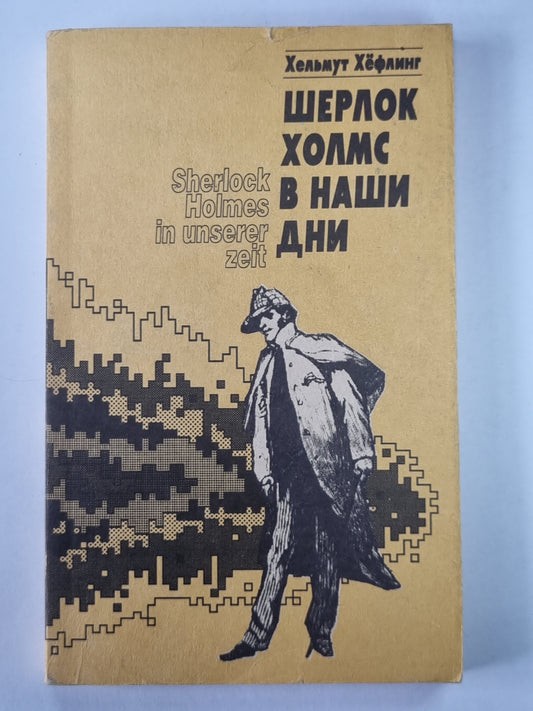 Хельмут Хёфлинг
ШЕРЛОК
ХОЛМС
В НАШИ
ДНИ
Sherlock
Holmes
in unserer
zeit